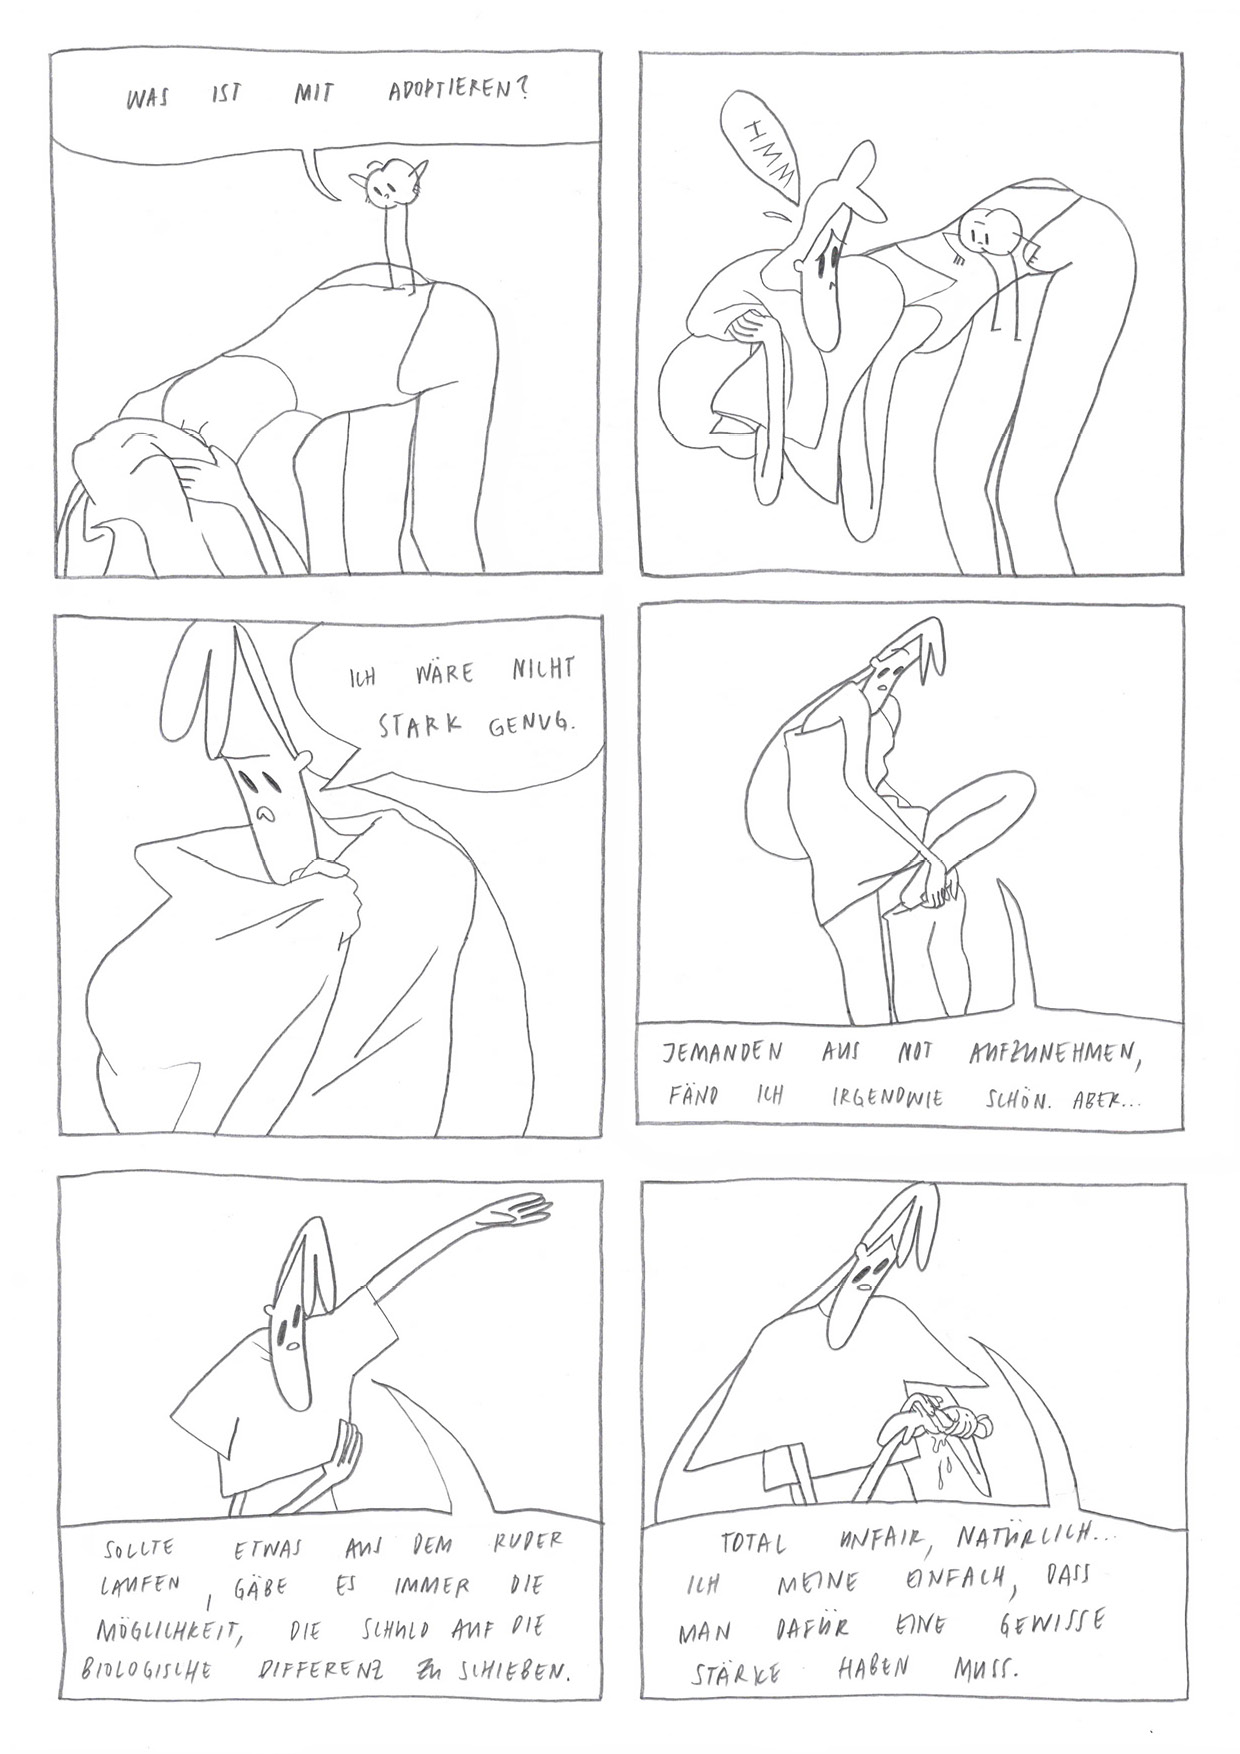 WAS IST MIT ADOPTIEREN?
HMM
ICH WÄRE NICHT
STARK GENUG.
JEMANDEN AUS NOT AUFZUNEHMEN,
FÄND ICH IRGENDWIE SCHÖN. ABER...
SOLLTE ETWAS AUS DEM RUDER
LAUFEN, GÄBE ES IMMER DIE
MÖGLICHKEIT, DIE SCHULD AUF DIE
BIOLOGISCHE DIFFERENZ ZU SCHIEBEN.
TOTAL UNFAIR, NATÜRLICH...
ICH MEINE EINFACH, DASS
MAN DAFÜR EINE GEWISSE
STÄRKE HABEN MUSS.